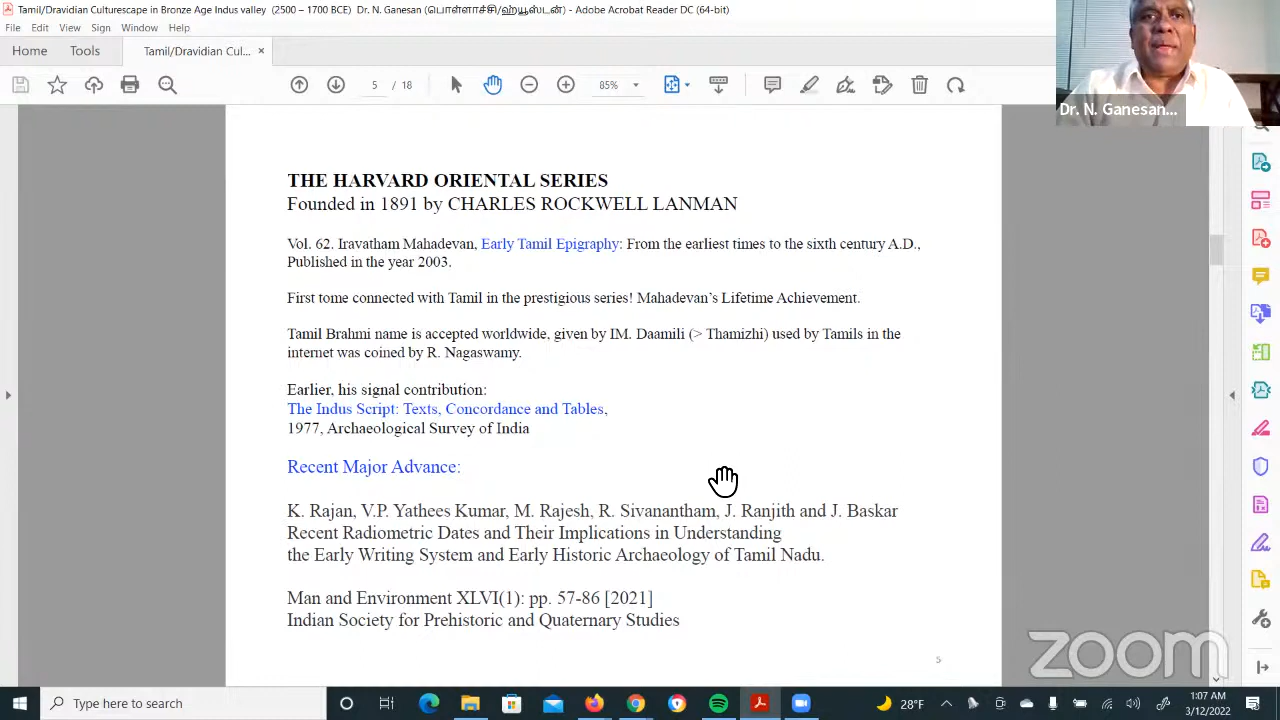 Tamil/Dravidian Culturescape in Bronze Age Indus valley (2500 – 1700 BCE) Dr. N. Ganesan (பொள்ளாச்சி/ஹ்யூஸ்டன்) - Adobe Acrobat Reader DC (64-bit)
File Edit View Sign Window Help
Home Tools Tamil/Dravidian Cul... ×
5 / 18 85%
Dr. N. Ganesan...
THE HARVARD ORIENTAL SERIES
Founded in 1891 by CHARLES ROCKWELL LANMAN
Vol. 62. Iravatham Mahadevan, Early Tamil Epigraphy: From the earliest times to the sixth century A.D.,
Published in the year 2003.
First tome connected with Tamil in the prestigious series! Mahadevan's Lifetime Achievement.
Tamil Brahmi name is accepted worldwide, given by IM. Daamili (> Thamizhi) used by Tamils in the
internet was coined by R. Nagaswamy.
Earlier, his signal contribution:
The Indus Script: Texts, Concordance and Tables,
1977, Archaeological Survey of India
Recent Major Advance:
K. Rajan, V.P. Yathees Kumar, M. Rajesh, R. Sivanantham, J. Ranjith and J. Baskar
Recent Radiometric Dates and Their Implications in Understanding
the Early Writing System and Early Historic Archaeology of Tamil Nadu.
Man and Environment XLVI(1): pp. 57-86 [2021]
Indian Society for Prehistoric and Quaternary Studies
5
zoom
Type here to search
28°F
1:07 AM
3/12/2022